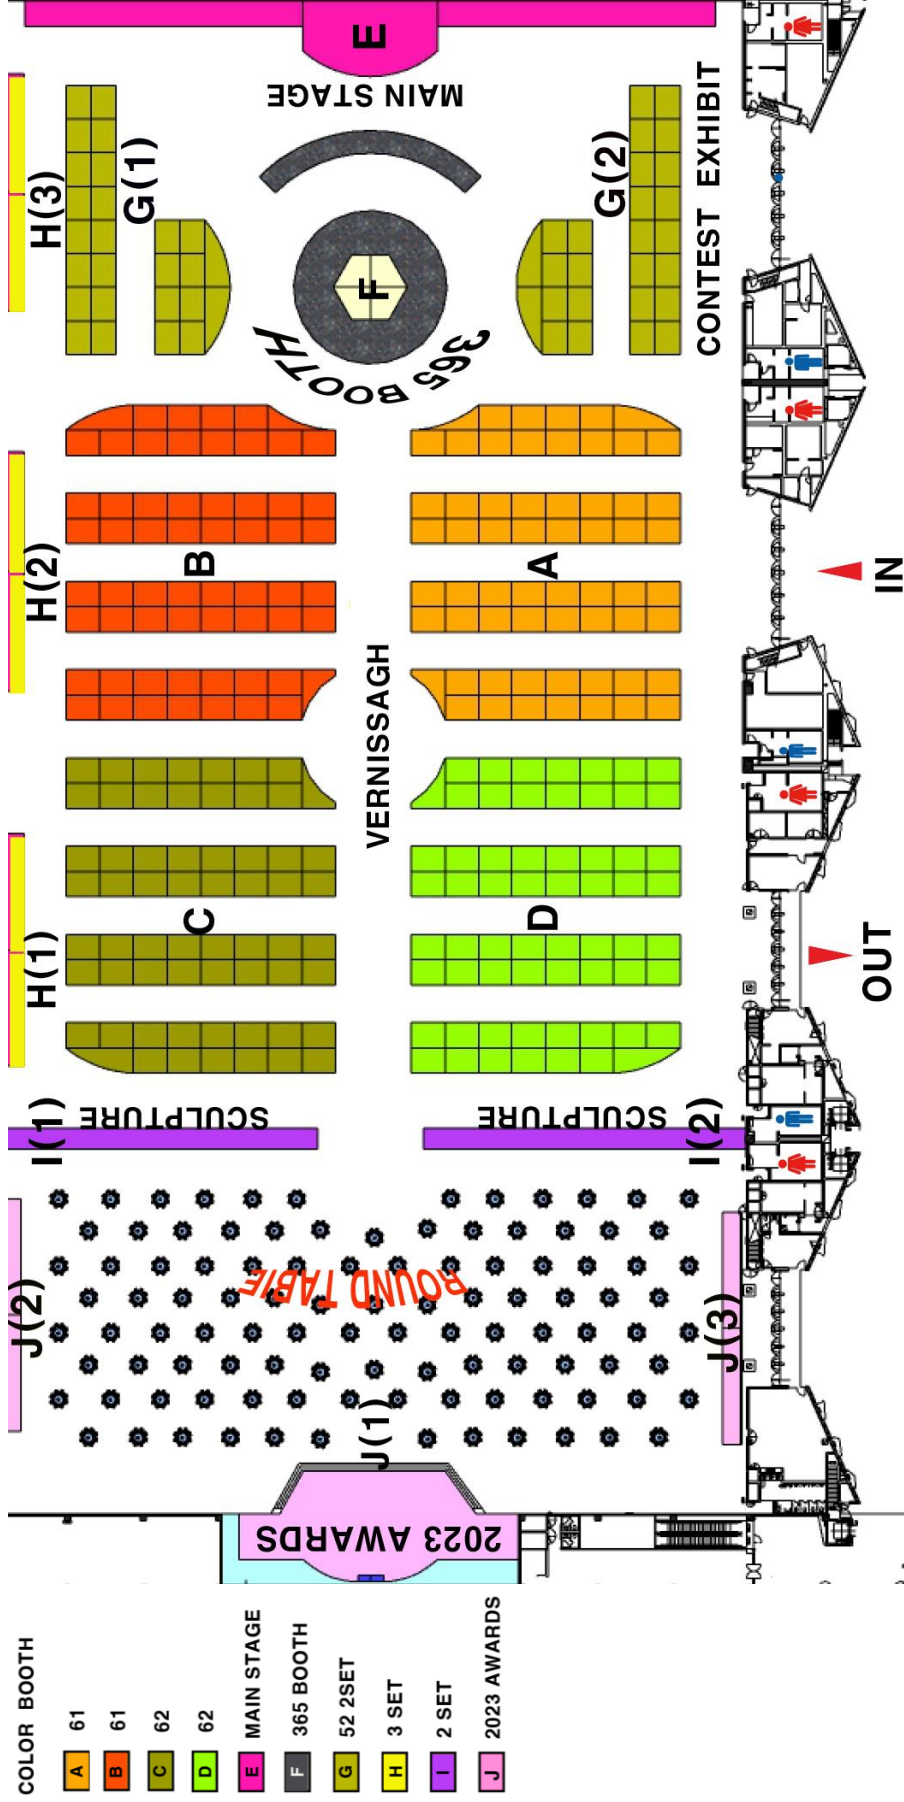 E
MAIN STAGE
H(3)
G(1)
G(2)
CONTEST EXHIBIT
F
365 BOOTH
H(2)
B
A
IN
VERNISSAGH
H(1)
C
D
OUT
I(1)
SCULPTURE
SCULPTURE
I(2)
J(2)
ROUND TABLE
J(3)
J(1)
2023 AWARDS
COLOR BOOTH
A 61
B 61
C 62
D 62
E MAIN STAGE
F 365 BOOTH
G 52 2SET
H 3 SET
I 2 SET
J 2023 AWARDS